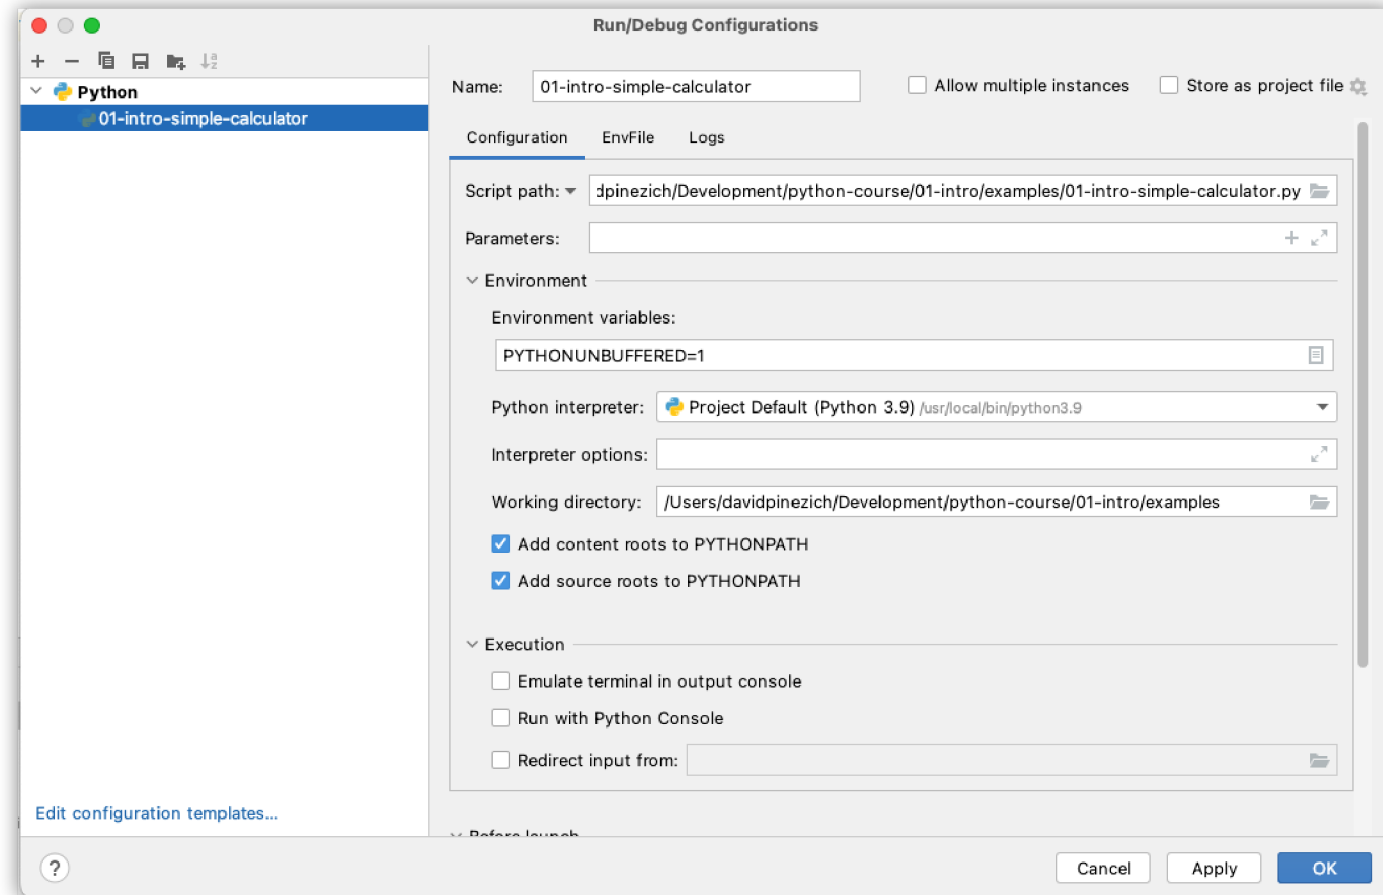 Run/Debug Configurations
Python
01-intro-simple-calculator
Name: 01-intro-simple-calculator Allow multiple instances Store as project file
Configuration EnvFile Logs
Script path: dpinezich/Development/python-course/01-intro/examples/01-intro-simple-calculator.py
Parameters:
Environment
Environment variables:
PYTHONUNBUFFERED=1
Python interpreter: Project Default (Python 3.9) /usr/local/bin/python3.9
Interpreter options:
Working directory: /Users/davidpinezich/Development/python-course/01-intro/examples
Add content roots to PYTHONPATH
Add source roots to PYTHONPATH
Execution
Emulate terminal in output console
Run with Python Console
Redirect input from:
Edit configuration templates...
Before launch
? Cancel Apply OK